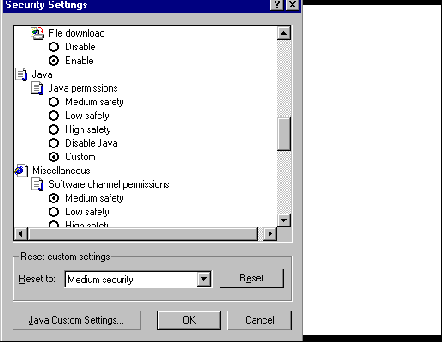 Security Settings
File download
Disable
Enable
Java
Java permissions
Medium safety
Low safety
High safety
Disable Java
Custom
Miscellaneous
Software channel permissions
Medium safety
Low safety
High safety
Reset custom settings
Reset to:
Medium security
Reset
Java Custom Settings...
OK
Cancel